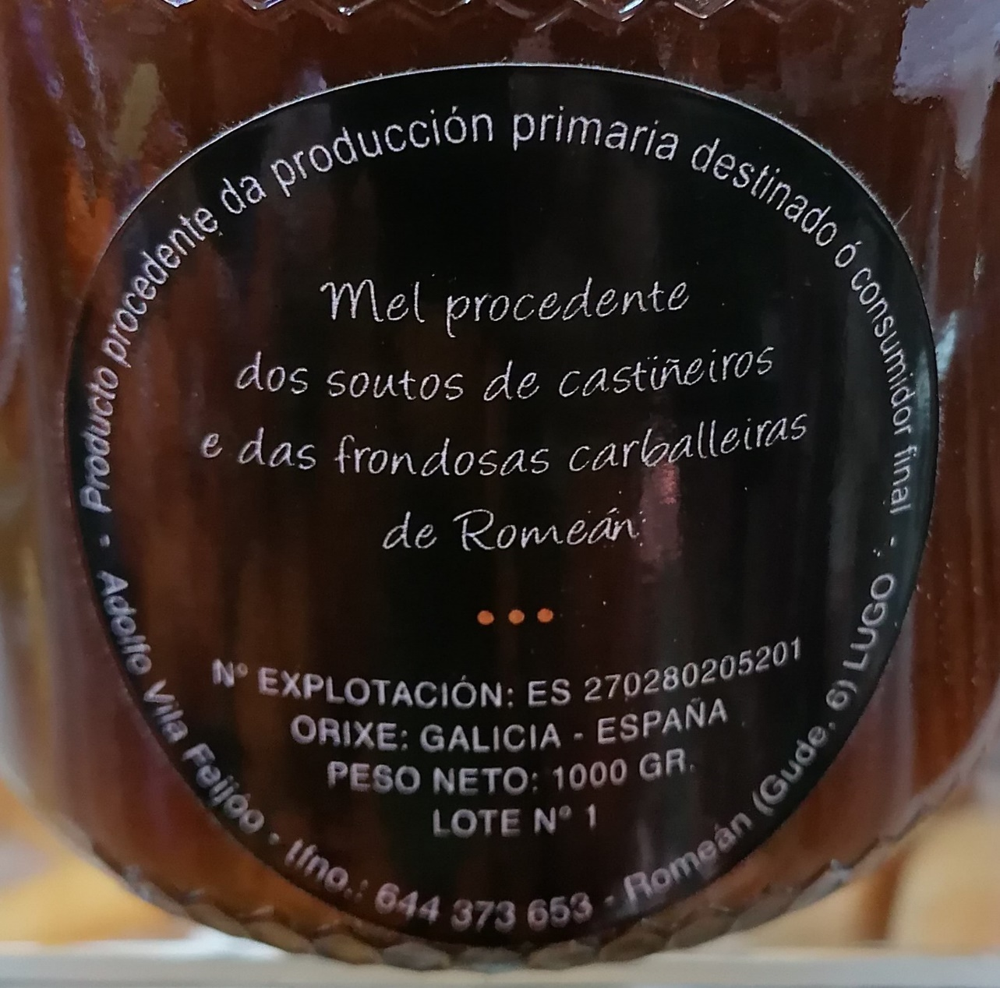 Producto procedente da producción primaria destinado ó consumidor final -
Mel procedente
dos soutos de castiñeiros
e das frondosas carballeiras
de Romeán
Nº EXPLOTACIÓN: ES 270280205201
ORIXE: GALICIA - ESPAÑA
PESO NETO: 1000 GR.
LOTE Nº 1
- Adolfo Vila Feijóo - tfno.: 644 373 653 - Romeán (Gude, 6) LUGO